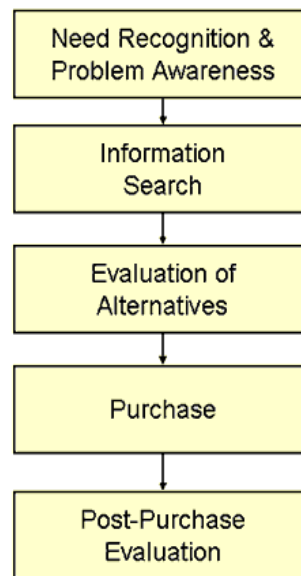 Need Recognition &
Problem Awareness
Information
Search
Evaluation of
Alternatives
Purchase
Post-Purchase
Evaluation